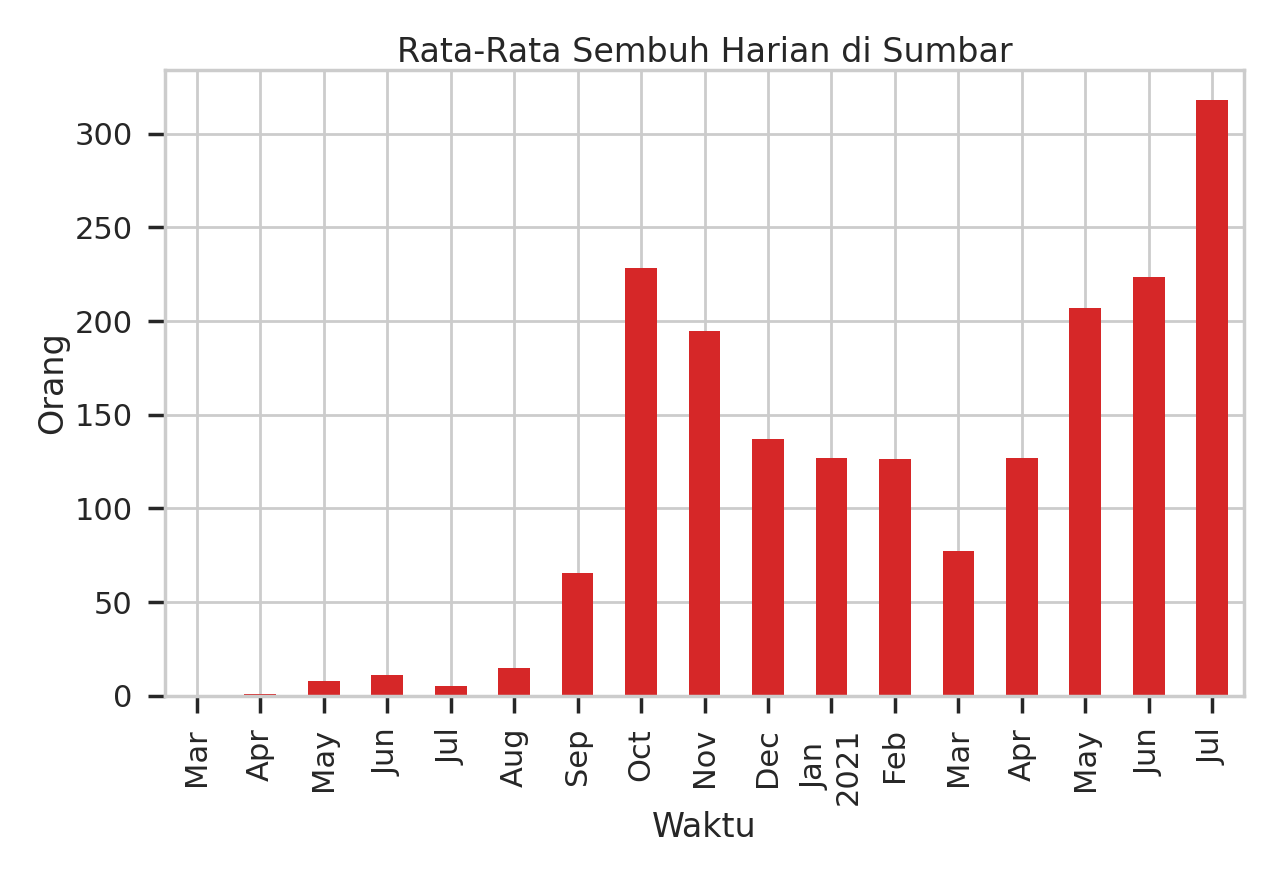 Rata-Rata Sembuh Harian di Sumbar
Orang
300
250
200
150
100
50
0
Mar
Apr
May
Jun
Jul
Aug
Sep
Oct
Nov
Dec
Jan
2021
Feb
Mar
Apr
May
Jun
Jul
Waktu